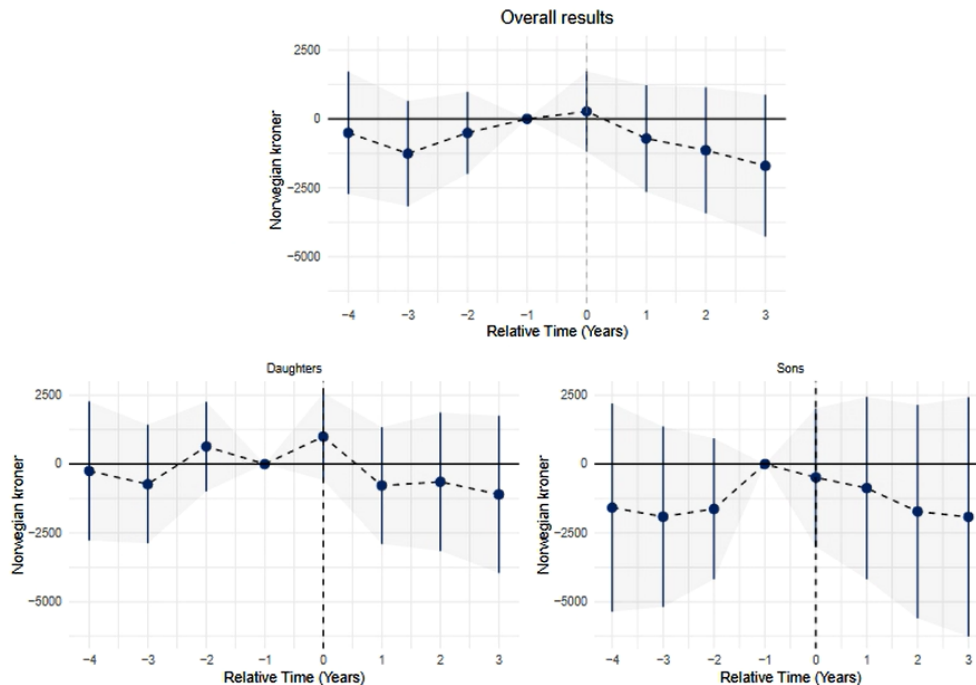 Overall results
Norwegian kroner
2500
0
−2500
−5000
−4 −3 −2 −1 0 1 2 3
Relative Time (Years)
Daughters
Norwegian kroner
2500
0
−2500
−5000
−4 −3 −2 −1 0 1 2 3
Relative Time (Years)
Sons
Norwegian kroner
2500
0
−2500
−5000
−4 −3 −2 −1 0 1 2 3
Relative Time (Years)